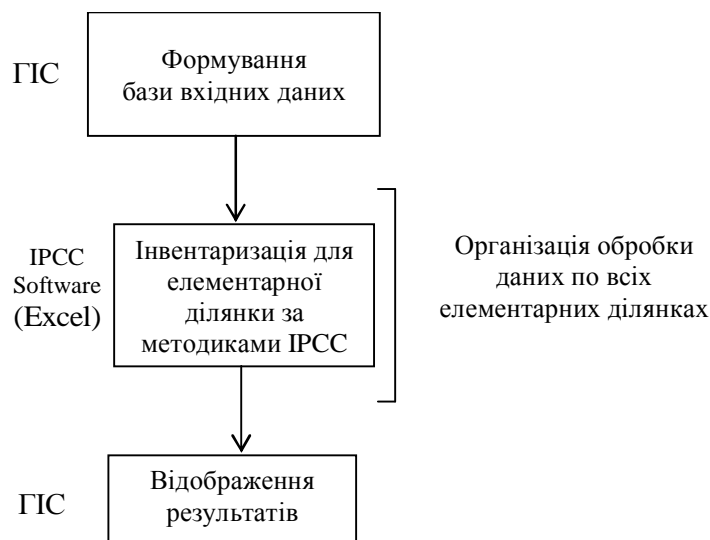 ГІС
Формування
бази вхідних даних
IPCC
Software
(Excel)
Інвентаризація для
елементарної
ділянки за
методиками IPCC
Організація обробки
даних по всіх
елементарних ділянках
ГІС
Відображення
результатів